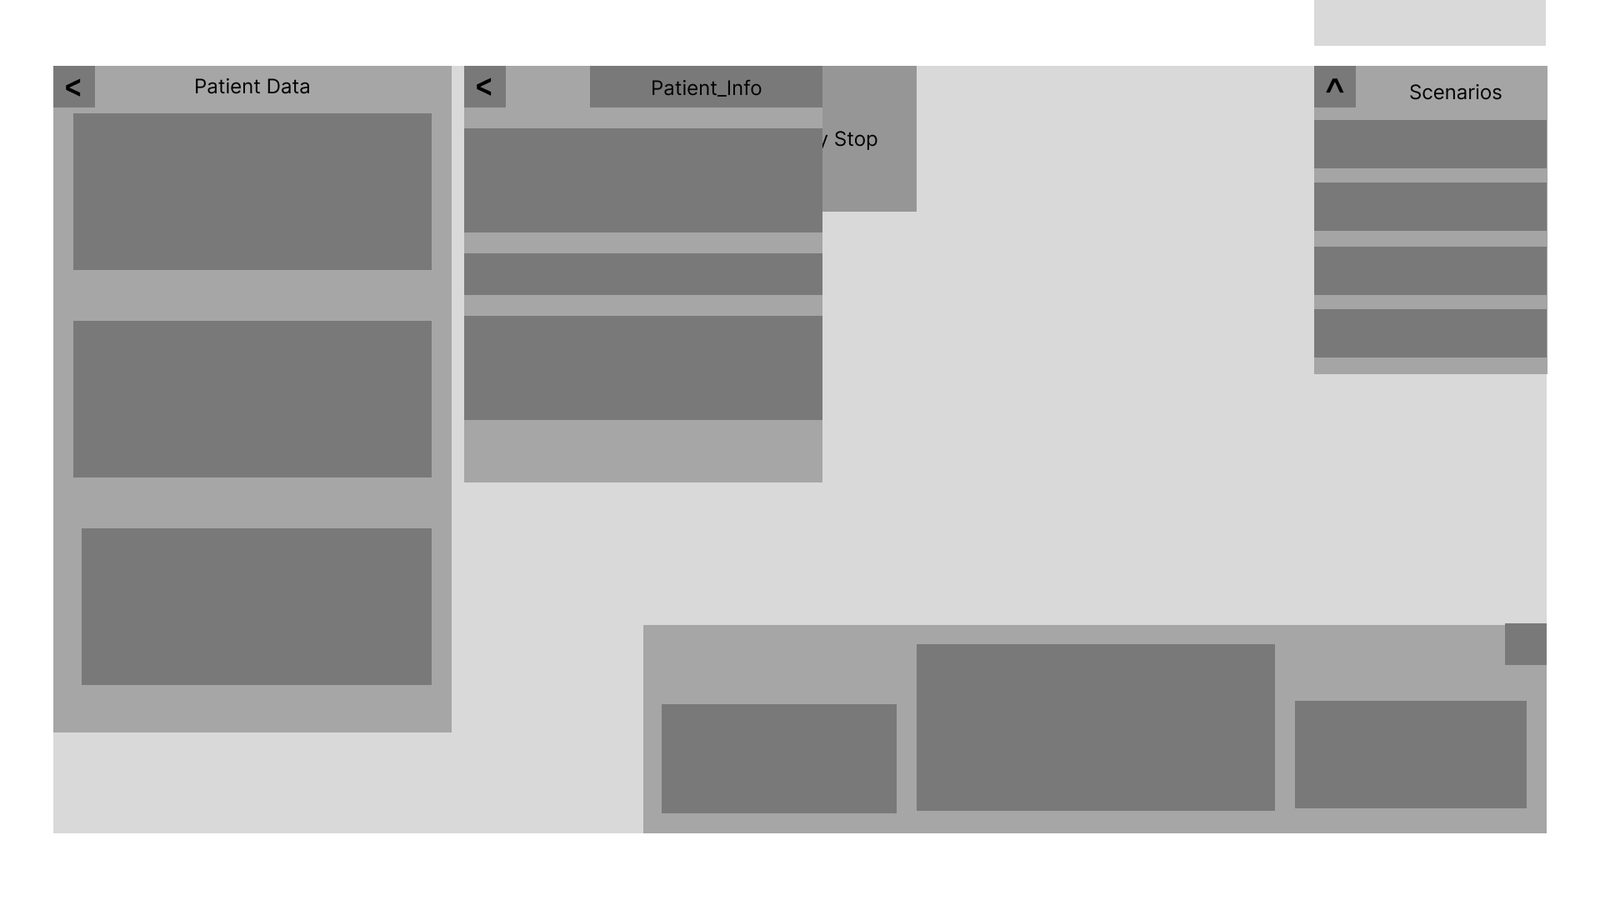 < Patient Data
< Patient_Info
^ Scenarios
Stop